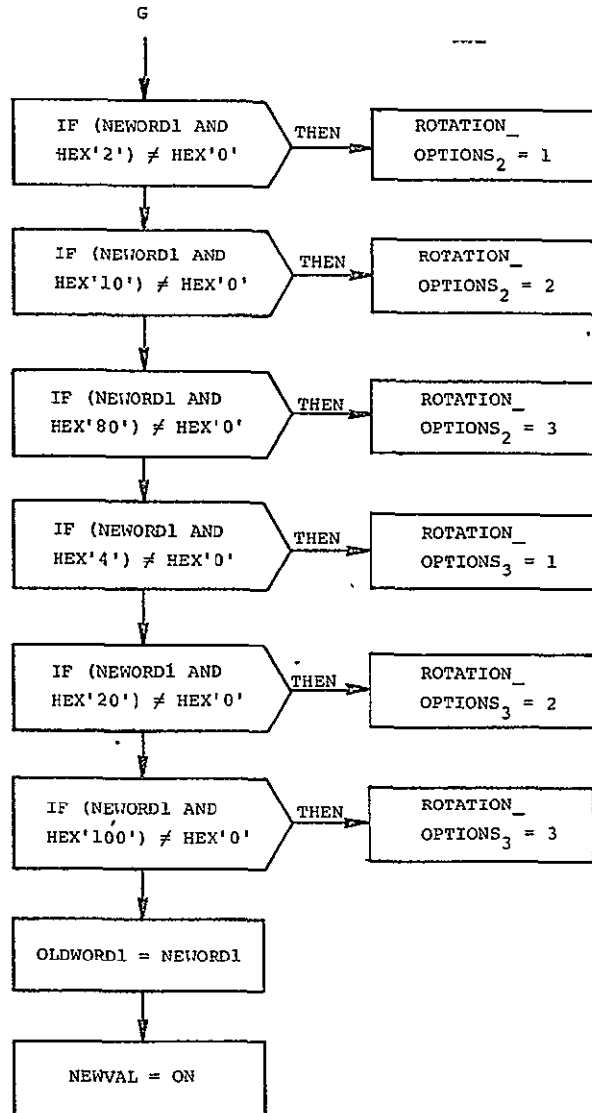 G
IF (NEWORD1 AND
HEX'2') ≠ HEX'0'
THEN
ROTATION_
OPTIONS₂ = 1
IF (NEWORD1 AND
HEX'10') ≠ HEX'0'
THEN
ROTATION_
OPTIONS₂ = 2
IF (NEWORD1 AND
HEX'80') ≠ HEX'0'
THEN
ROTATION_
OPTIONS₂ = 3
IF (NEWORD1 AND
HEX'4') ≠ HEX'0'
THEN
ROTATION_
OPTIONS₃ = 1
IF (NEWORD1 AND
HEX'20') ≠ HEX'0'
THEN
ROTATION_
OPTIONS₃ = 2
IF (NEWORD1 AND
HEX'100') ≠ HEX'0'
THEN
ROTATION_
OPTIONS₃ = 3
OLDWORD1 = NEWORD1
NEWVAL = ON